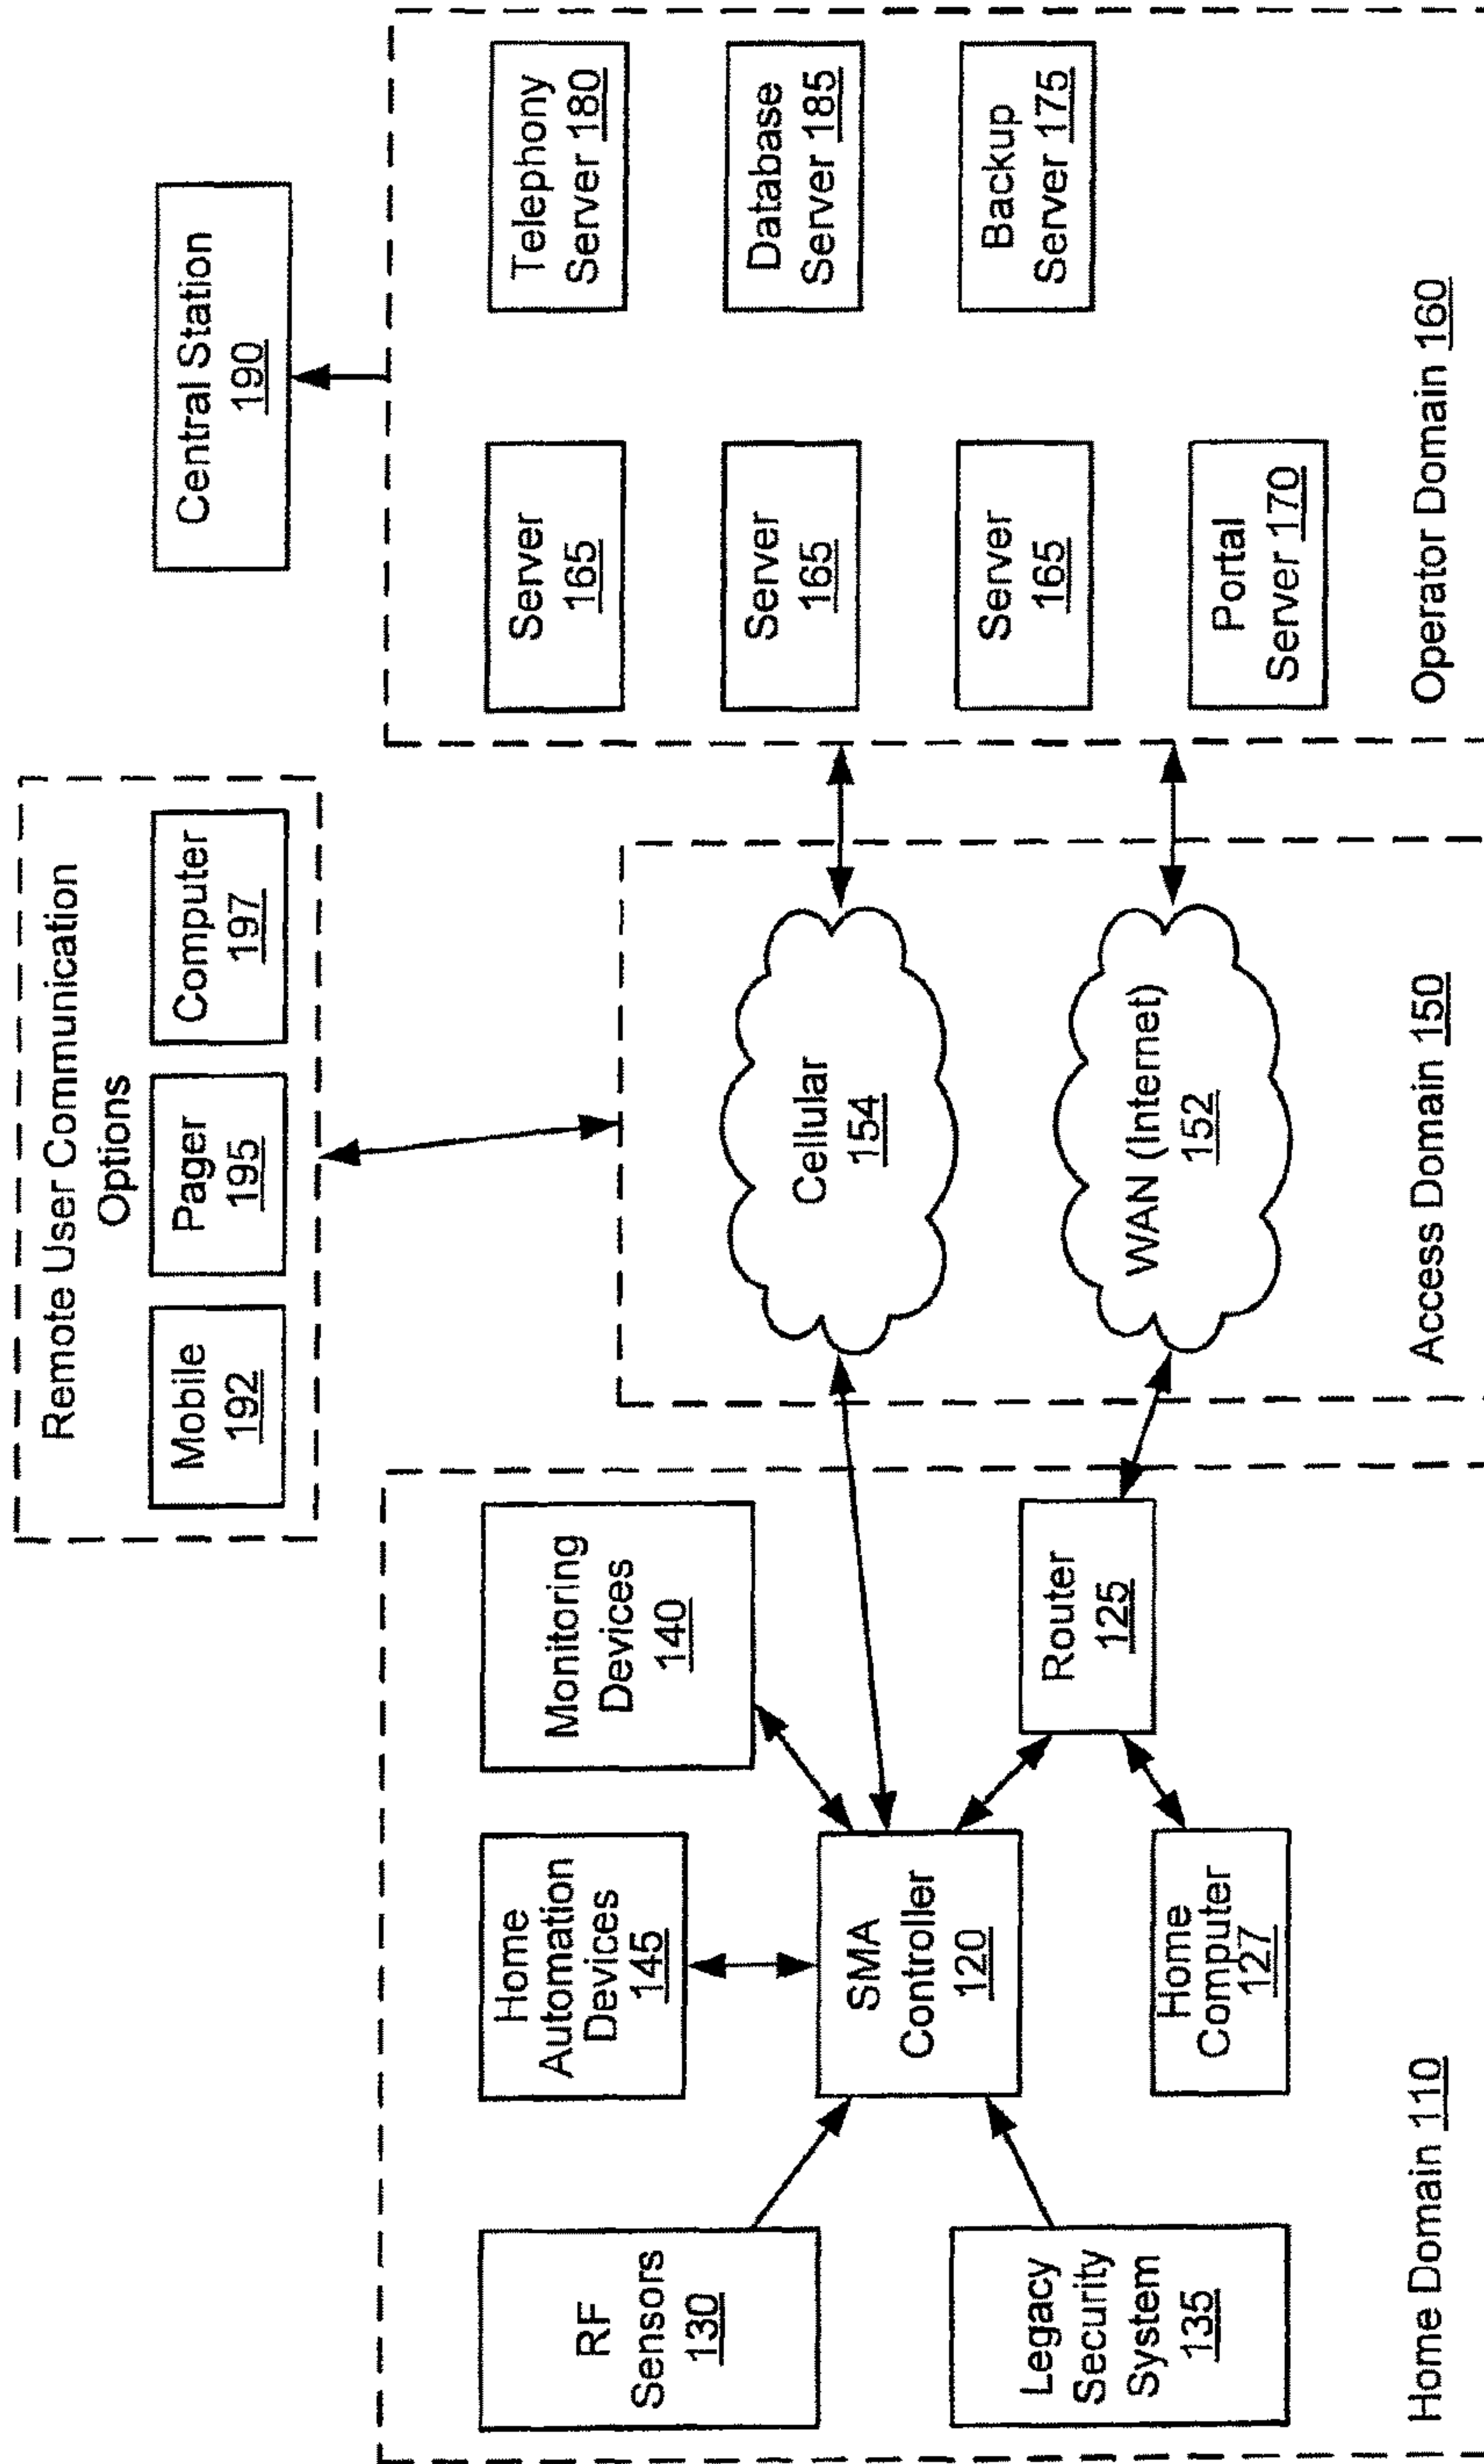 Remote User Communication
Options
Mobile
192
Pager
195
Computer
197
Central Station
190
RF
Sensors
130
Legacy
Security
System
135
Home
Automation
Devices
145
SMA
Controller
120
Home
Computer
127
Monitoring
Devices
140
Router
125
Home Domain 110
Cellular
154
WAN (Internet)
152
Access Domain 150
Server
165
Server
165
Server
165
Portal
Server 170
Telephony
Server 180
Database
Server 185
Backup
Server 175
Operator Domain 160